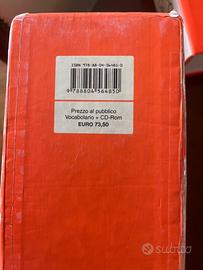 ISBN 978-88-04-56485-0
9 788804 564850
Prezzo al pubblico
Vocabolario + CD-Rom
EURO 73,50
subito